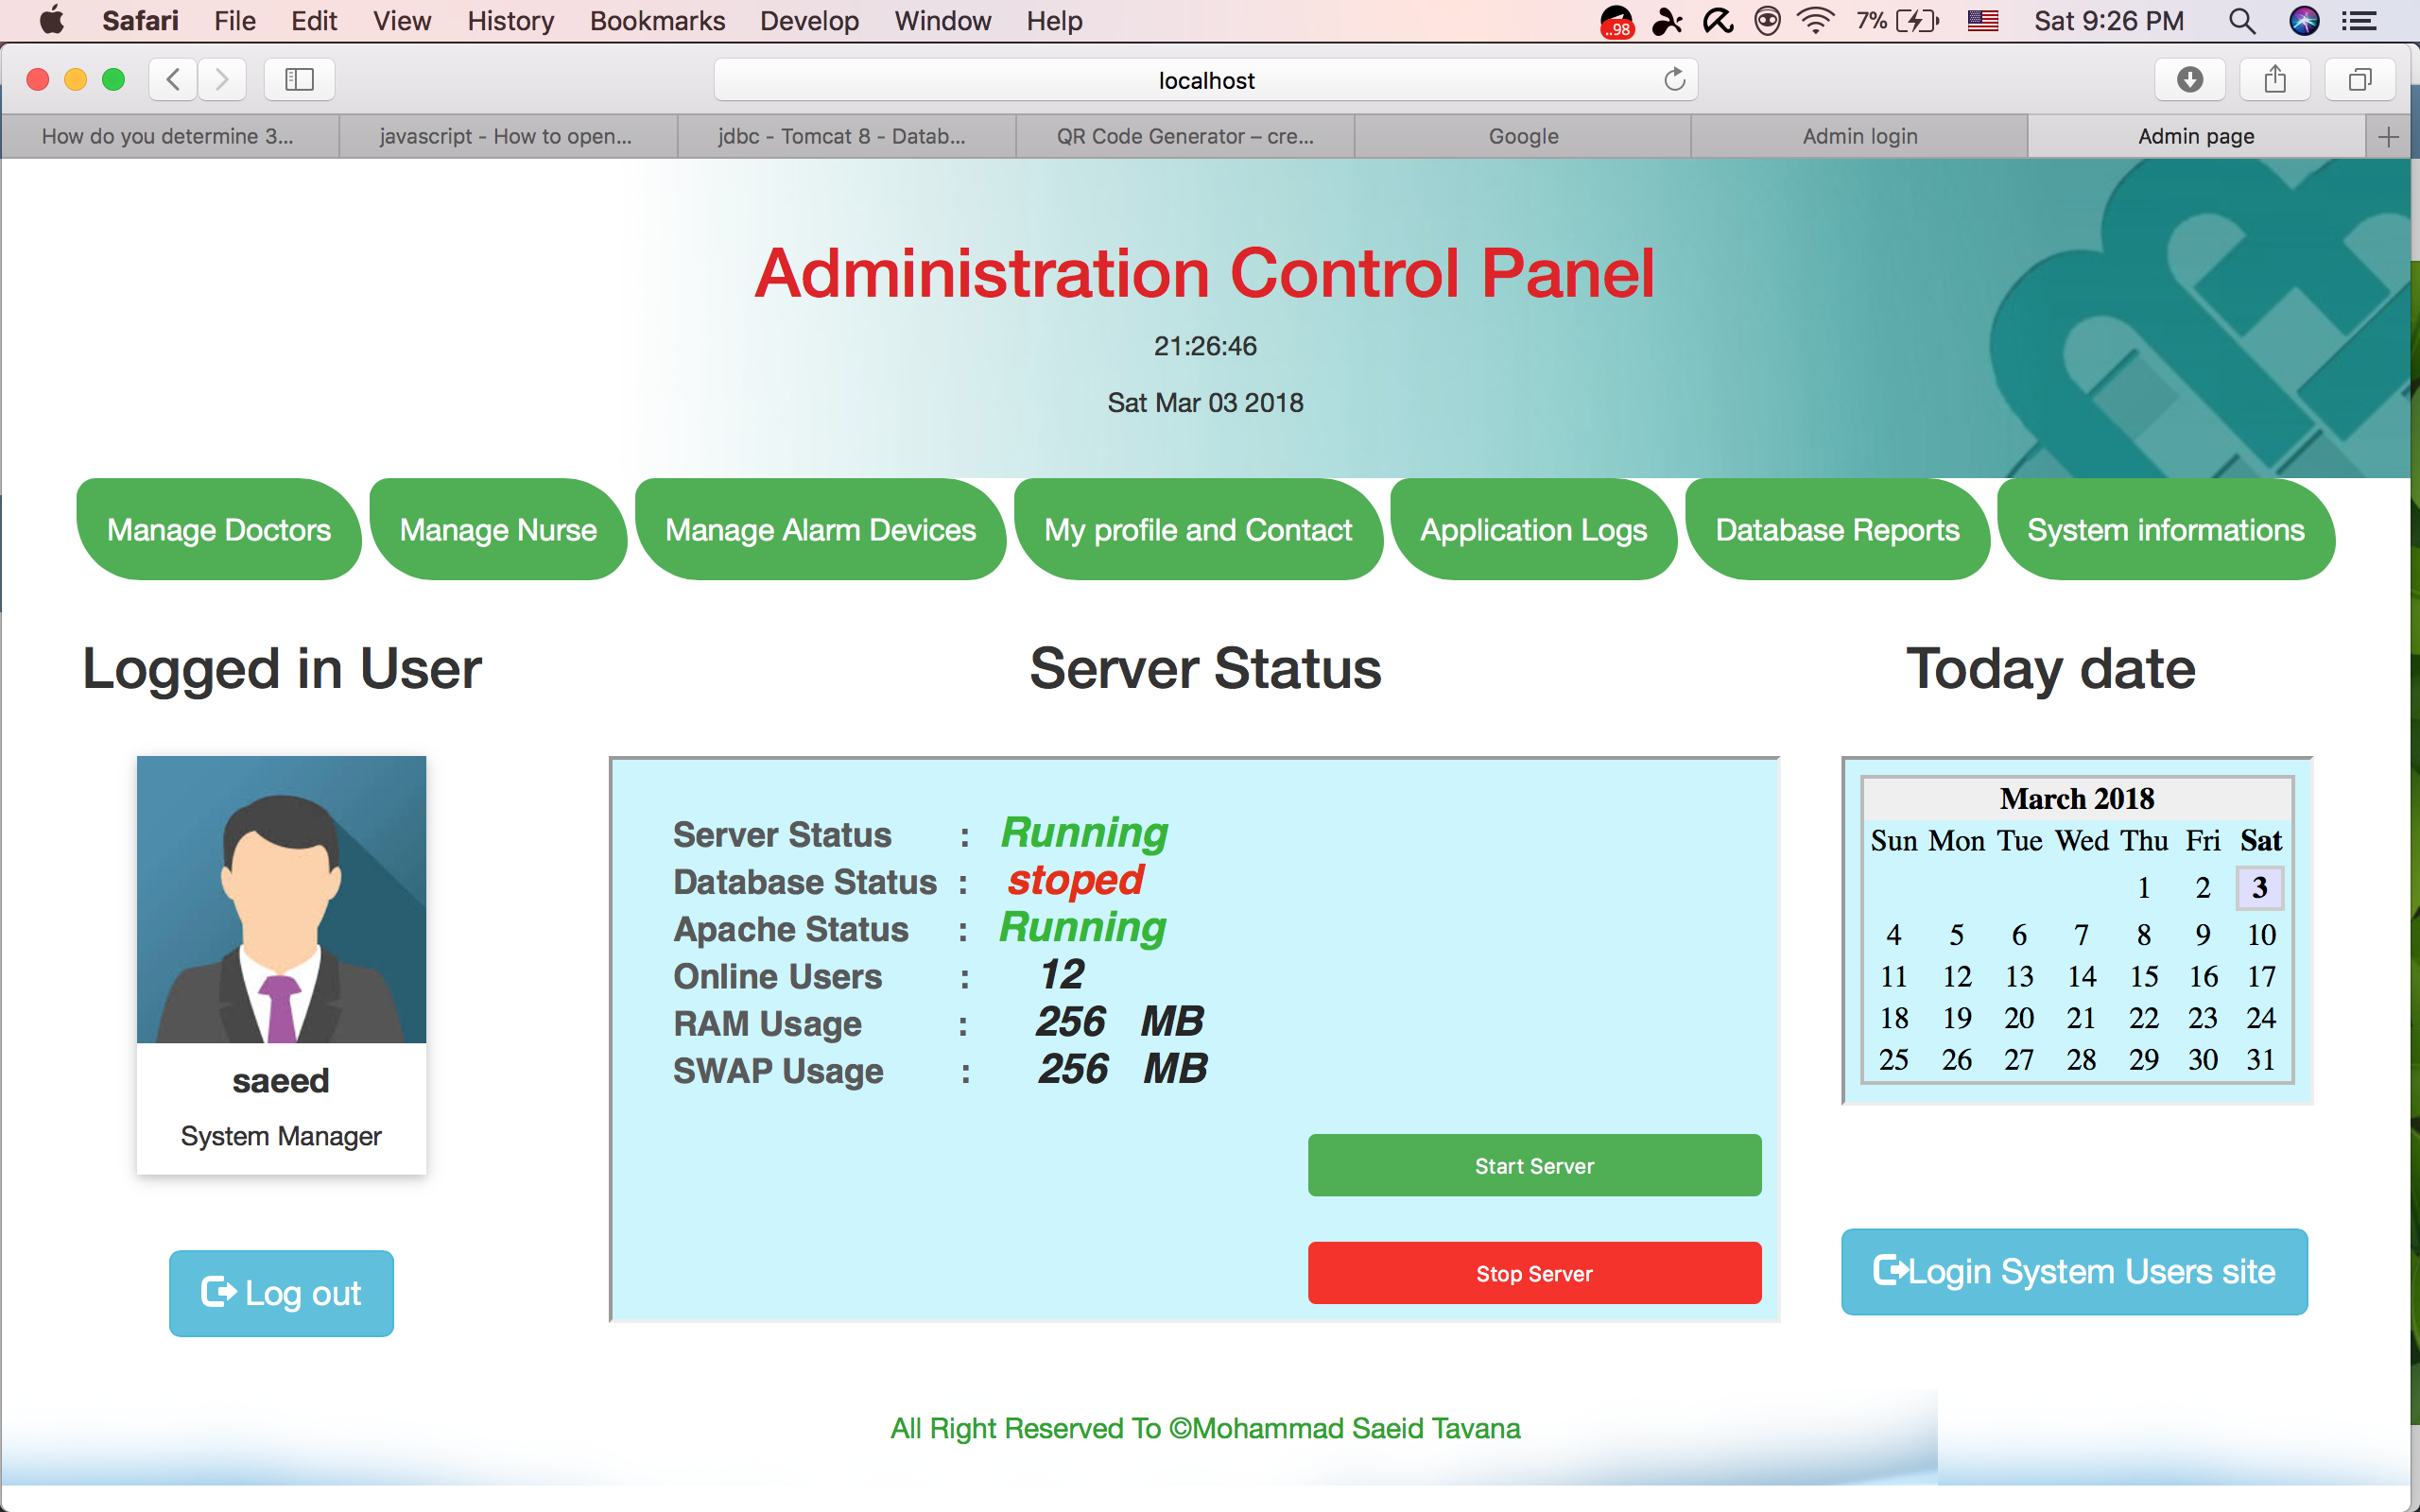 Safari File Edit View History Bookmarks Develop Window Help ..98 7% Sat 9:26 PM
localhost
How do you determine 3... javascript - How to open... jdbc - Tomcat 8 - Datab... QR Code Generator – cre... Google Admin login Admin page
Administration Control Panel
21:26:46
Sat Mar 03 2018
Manage Doctors Manage Nurse Manage Alarm Devices My profile and Contact Application Logs Database Reports System informations
Logged in User
saeed
System Manager
Log out
Server Status
Server Status : Running
Database Status : stoped
Apache Status : Running
Online Users : 12
RAM Usage : 256 MB
SWAP Usage : 256 MB
Start Server
Stop Server
Today date
March 2018
Sun Mon Tue Wed Thu Fri Sat
1 2 3
4 5 6 7 8 9 10
11 12 13 14 15 16 17
18 19 20 21 22 23 24
25 26 27 28 29 30 31
Login System Users site
All Right Reserved To ©Mohammad Saeid Tavana